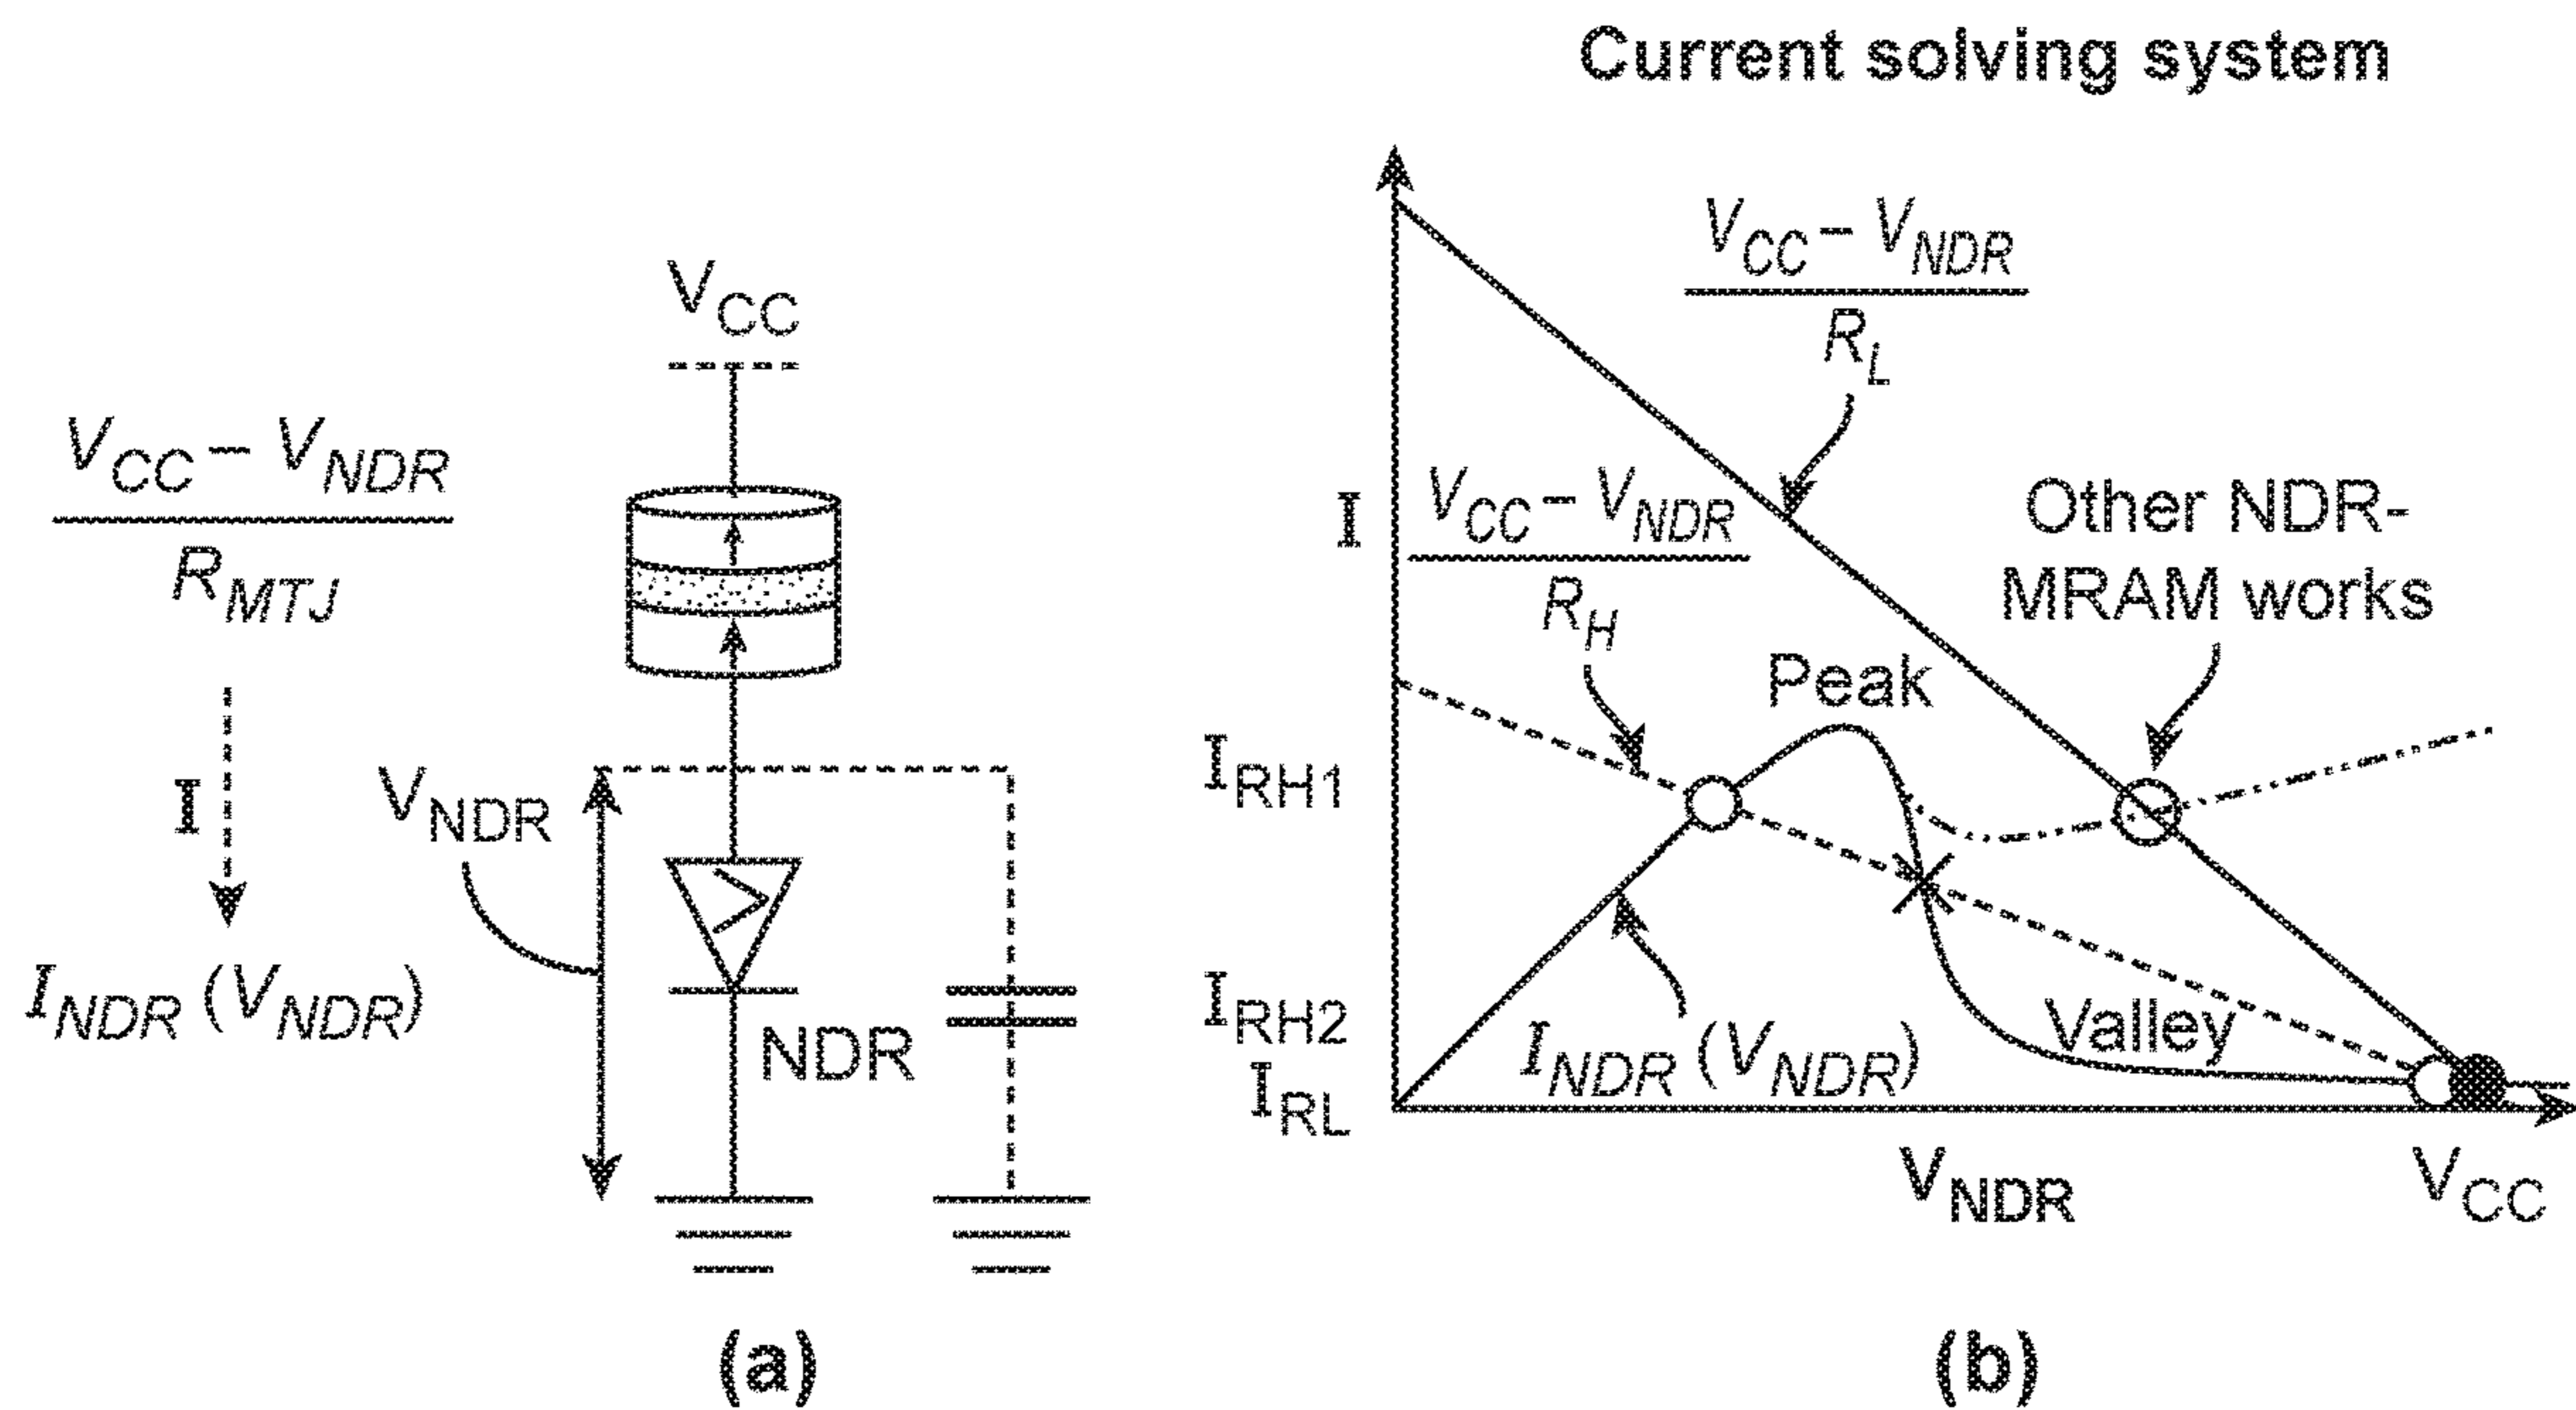 Current solving system
V_CC
V_CC – V_NDR
R_MTJ
I
V_NDR
I_NDR (V_NDR)
NDR
(a)
V_CC – V_NDR
R_L
I
V_CC – V_NDR
R_H
Other NDR-
MRAM works
Peak
I_RH1
I_RH2
I_RL
I_NDR (V_NDR)
Valley
V_NDR
V_CC
(b)